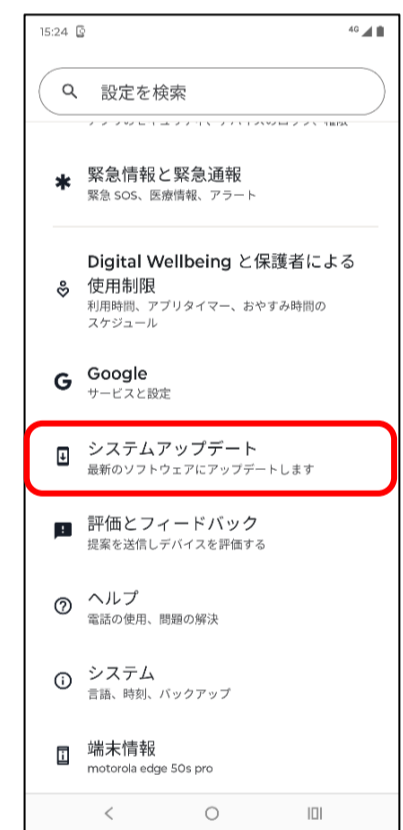 15:24
4G
設定を検索
緊急情報と緊急通報
緊急 SOS、医療情報、アラート
Digital Wellbeing と保護者による
使用制限
利用時間、アプリタイマー、おやすみ時間の
スケジュール
Google
サービスと設定
システムアップデート
最新のソフトウェアにアップデートします
評価とフィードバック
提案を送信しデバイスを評価する
ヘルプ
電話の使用、問題の解決
システム
言語、時刻、バックアップ
端末情報
motorola edge 50s pro